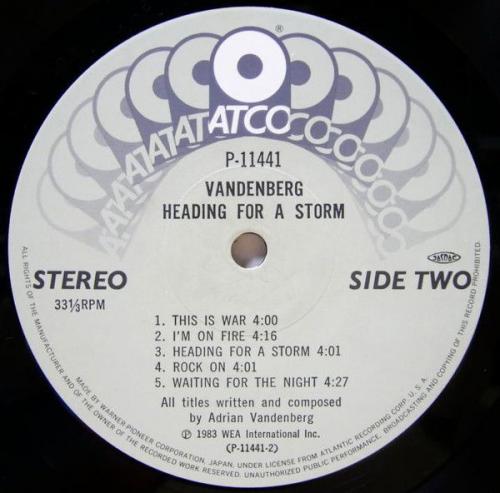 ATCO
P-11441
VANDENBERG
HEADING FOR A STORM
STEREO
33⅓RPM
JASRAC
SIDE TWO
1. THIS IS WAR 4:00
2. I'M ON FIRE 4:16
3. HEADING FOR A STORM 4:01
4. ROCK ON 4:01
5. WAITING FOR THE NIGHT 4:27
All titles written and composed
by Adrian Vandenberg
Ⓟ 1983 WEA International Inc.
(P-11441-2)
MADE BY WARNER-PIONEER CORPORATION, JAPAN, UNDER LICENSE FROM ATLANTIC RECORDING CORP. U.S.A.
ALL RIGHTS OF THE MANUFACTURER AND OF THE OWNER OF THE RECORDED WORK RESERVED. UNAUTHORIZED PUBLIC PERFORMANCE, BROADCASTING AND COPYING OF THIS RECORD PROHIBITED.